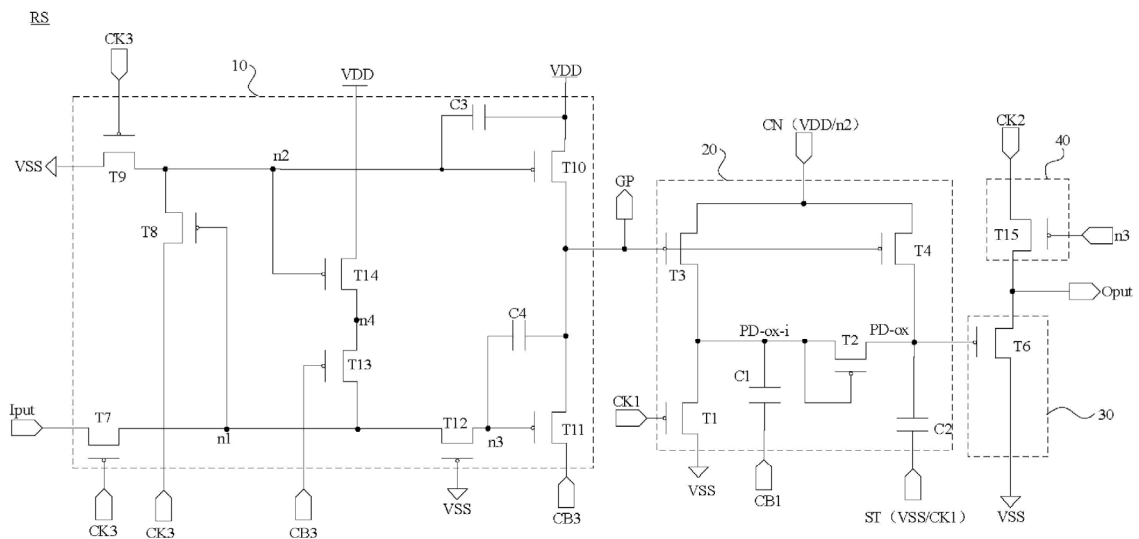 RS
CK3
10
VDD
VDD
C3
CN（VDD/n2）
CK2
20
40
VSS
T9
n2
T10
GP
T8
T15
n3
T3
T4
T14
Oput
n4
C4
PD-ox-i
T2
PD-ox
T6
T13
C1
Iput
T7
CK1
T1
n1
T12
n3
T11
C2
30
VSS
VSS
CK3
CK3
CB3
CB3
CB1
ST（VSS/CK1）
VSS